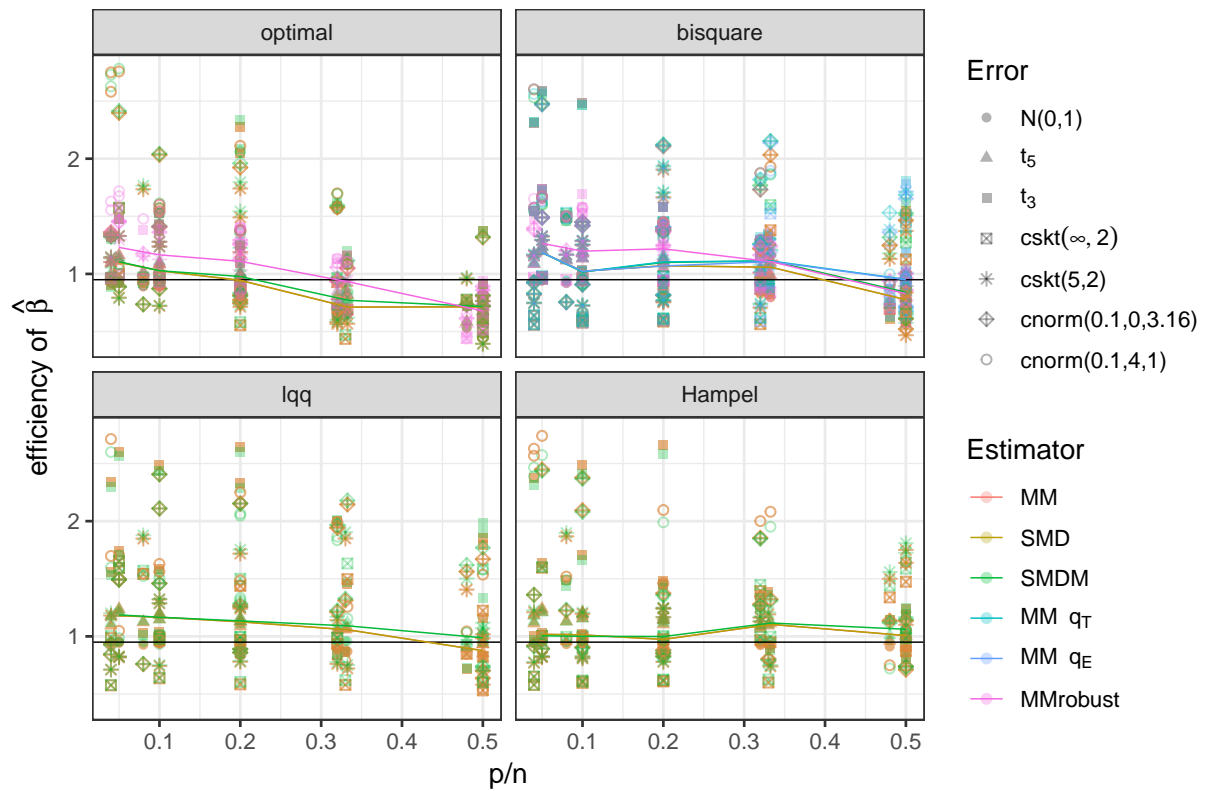 optimal
bisquare
2
1
lqq
Hampel
2
1
0.1 0.2 0.3 0.4 0.5
0.1 0.2 0.3 0.4 0.5
p/n
efficiency of β̂
Error
N(0,1)
t₅
t₃
cskt(∞, 2)
cskt(5,2)
cnorm(0.1,0,3.16)
cnorm(0.1,4,1)
Estimator
MM
SMD
SMDM
MM qT
MM qE
MMrobust